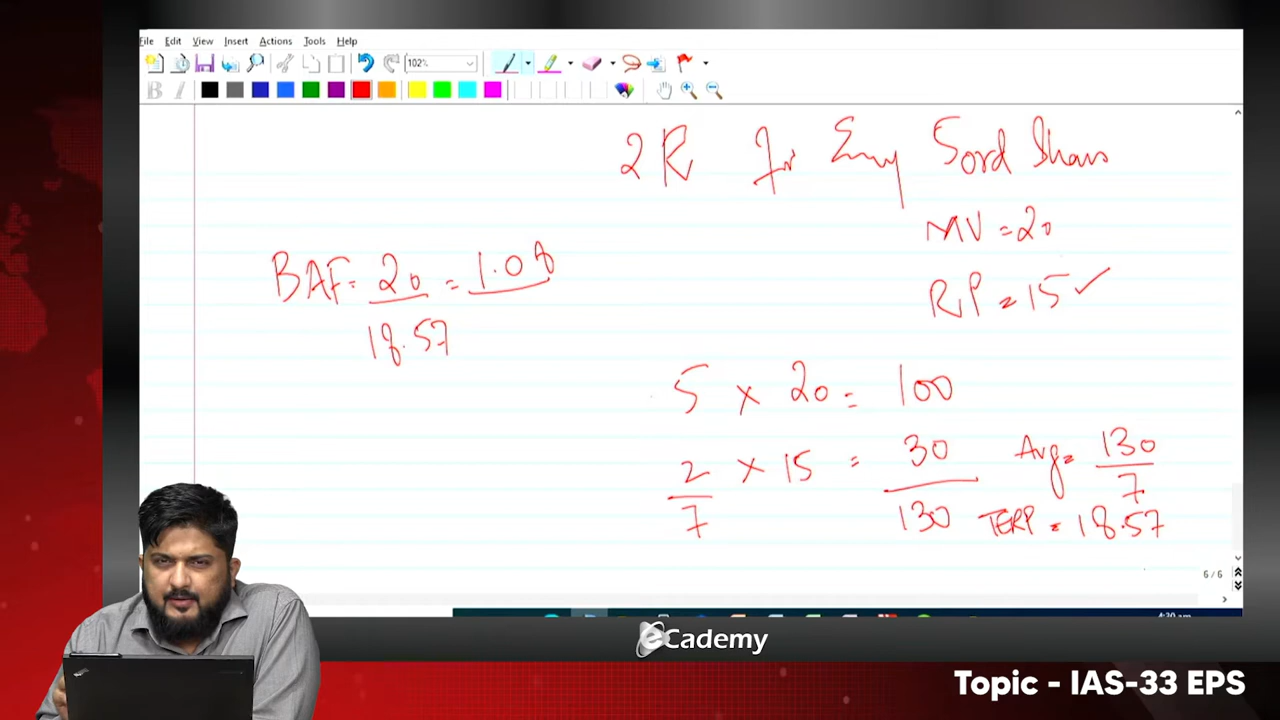 File Edit View Insert Actions Tools Help
102%
B I
2R for Every 5 ord Shares
MV = 20
RP = 15 ✓
BAF = 20 = 1.08
18.57
5 × 20 = 100
2 × 15 = 30 Avg = 130
7 130 7
TERP = 18.57
6 / 6
eCademy
Topic - IAS-33 EPS